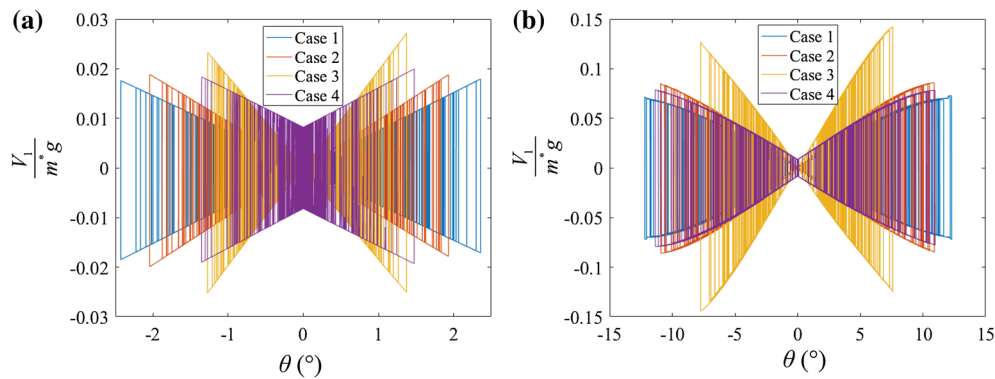 (a)
0.03
0.02
0.01
0
-0.01
-0.02
-0.03
V₁
m*g
Case 1
Case 2
Case 3
Case 4
-2
-1
0
1
2
θ (°)
(b)
0.15
0.1
0.05
0
-0.05
-0.1
-0.15
V₁
m*g
Case 1
Case 2
Case 3
Case 4
-15
-10
-5
0
5
10
15
θ (°)